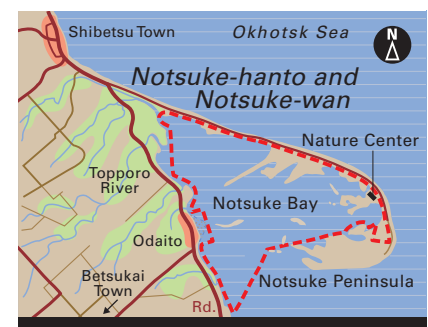 Shibetsu Town
Okhotsk Sea
N
Notsuke-hanto and
Notsuke-wan
Nature Center
Topporo
River
Notsuke Bay
Odaito
Betsukai
Town
Notsuke Peninsula
Rd.